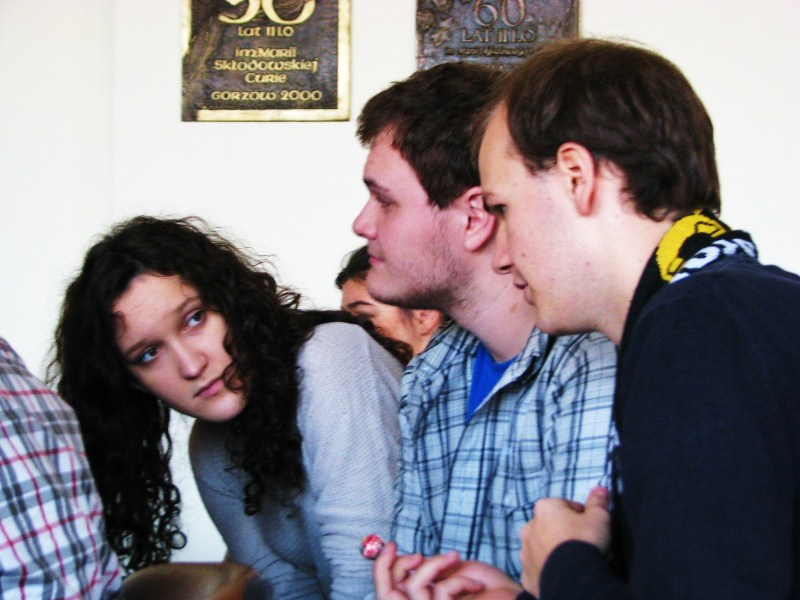 50
LAT II LO
im. Marii
Skłodowskiej
Curie
GORZÓW 2000
60
LAT II LO